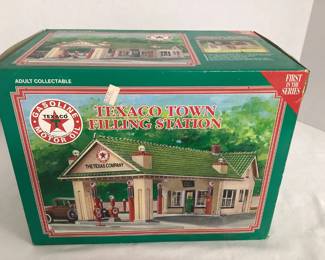 ADULT COLLECTABLE
FIRST
IN THE
SERIES
GASOLINE
TEXACO
MOTOR OIL
TEXACO TOWN
FILLING STATION
THE TEXAS COMPANY